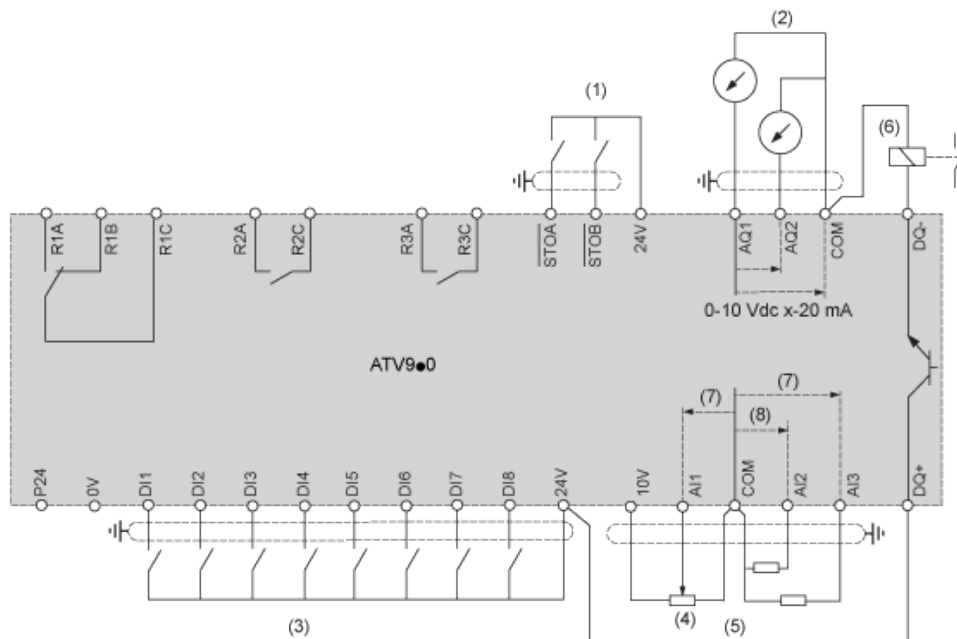 (2)
(1)
(6)
R1A
R1B
R1C
R2A
R2C
R3A
R3C
STOA
STOB
24V
AQ1
AQ2
COM
DQ-
0-10 Vdc x-20 mA
ATV9●0
(7)
(7)
(8)
P24
0V
DI1
DI2
DI3
DI4
DI5
DI6
DI7
DI8
24V
10V
AI1
COM
AI2
AI3
DQ+
(3)
(4)
(5)